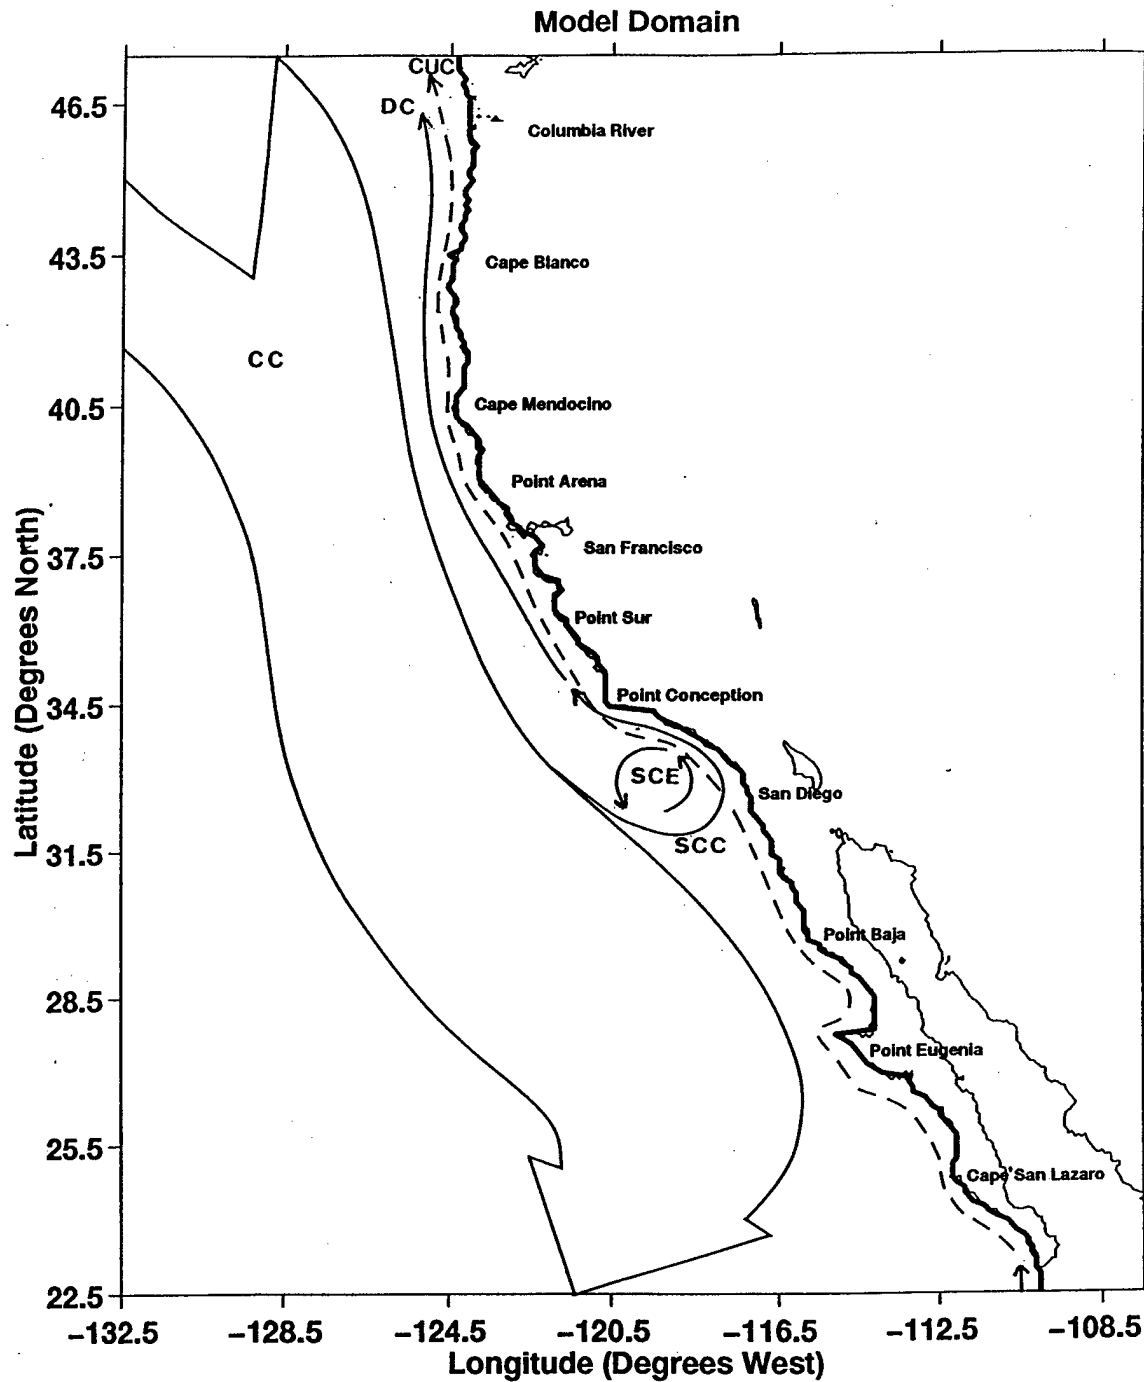 Model Domain
CUC
46.5
DC
Columbia River
43.5
Cape Blanco
CC
40.5
Cape Mendocino
Point Arena
37.5
San Francisco
Point Sur
34.5
Point Conception
SCE
San Diego
31.5
SCC
Point Baja
28.5
Point Eugenia
25.5
Cape San Lazaro
22.5
Latitude (Degrees North)
−132.5 −128.5 −124.5 −120.5 −116.5 −112.5 −108.5
Longitude (Degrees West)